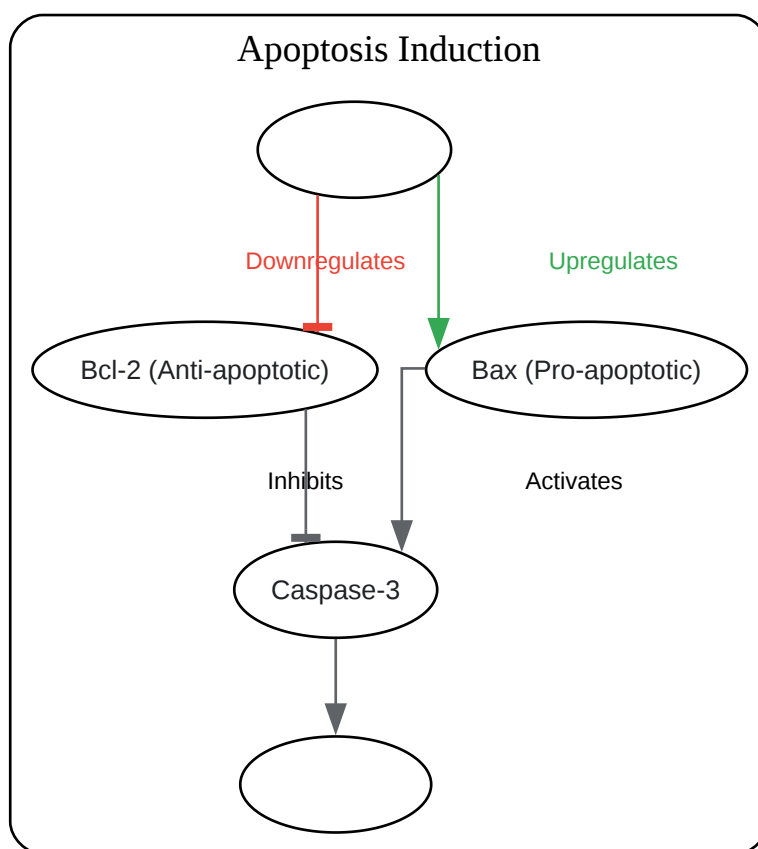 Apoptosis Induction
Downregulates
Upregulates
Bcl-2 (Anti-apoptotic)
Bax (Pro-apoptotic)
Inhibits
Activates
Caspase-3